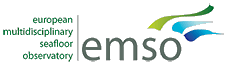 european
multidisciplinary
seafloor
observatory
emso